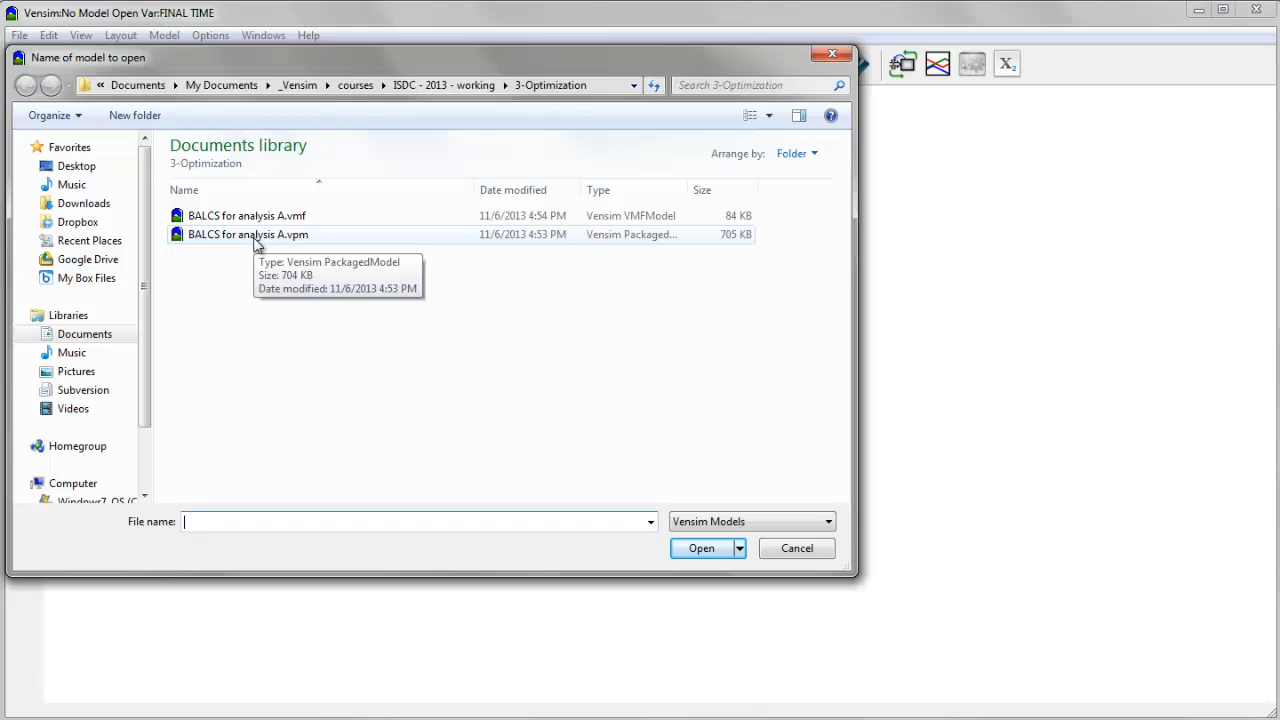 Vensim:No Model Open Var:FINAL TIME
File Edit View Layout Model Options Windows Help
Name of model to open
« Documents My Documents _Vensim courses ISDC - 2013 - working 3-Optimization Search 3-Optimization
Organize New folder
Documents library
3-Optimization
Arrange by: Folder
Name Date modified Type Size
BALCS for analysis A.vmf 11/6/2013 4:54 PM Vensim VMFModel 84 KB
BALCS for analysis A.vpm 11/6/2013 4:53 PM Vensim Packaged... 705 KB
Type: Vensim PackagedModel
Size: 704 KB
Date modified: 11/6/2013 4:53 PM
Favorites
Desktop
Music
Downloads
Dropbox
Recent Places
Google Drive
My Box Files
Libraries
Documents
Music
Pictures
Subversion
Videos
Homegroup
Computer
Windows7_OS (C
File name: Vensim Models
Open Cancel
X₂